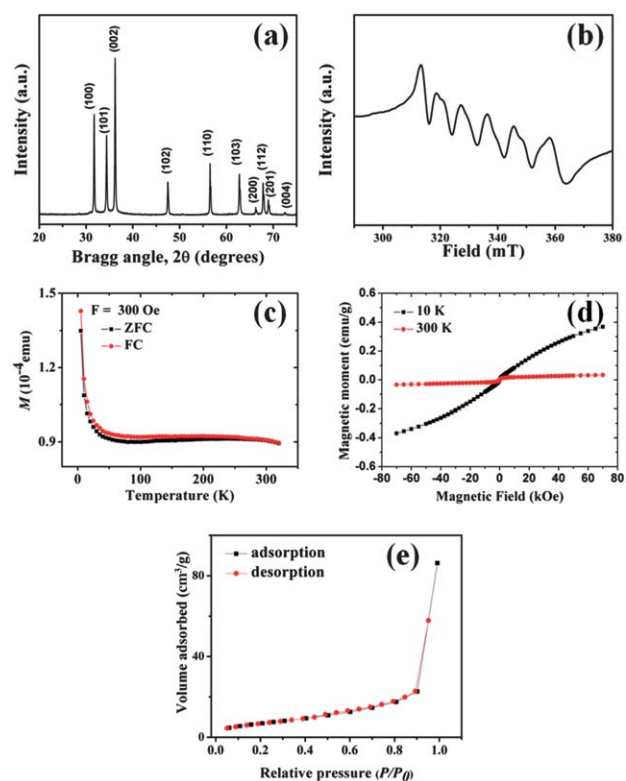 (a)
Intensity (a.u.)
(100)
(101)
(002)
(102)
(110)
(103)
(200)
(112)
(201)
(004)
20 30 40 50 60 70
Bragg angle, 2θ (degrees)
(b)
Intensity (a.u.)
300 320 340 360 380
Field (mT)
(c)
F = 300 Oe
ZFC
FC
M (10⁻⁴emu)
1.5
1.2
0.9
0 100 200 300
Temperature (K)
(d)
10 K
300 K
Magnetic moment (emu/g)
0.6
0.4
0.2
0.0
-0.2
-0.4
-0.6
-80 -60 -40 -20 0 20 40 60 80
Magnetic Field (kOe)
(e)
adsorption
desorption
Volume adsorbed (cm³/g)
80
40
0
0.0 0.2 0.4 0.6 0.8 1.0
Relative pressure (P/P0)